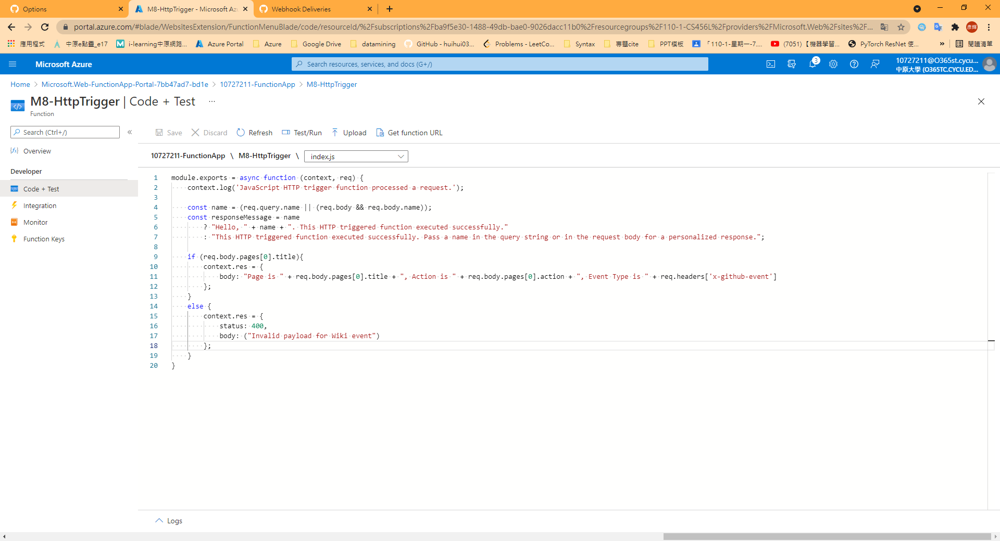 Options
M8-HttpTrigger - Microsoft Az
Webhook Deliveries
portal.azure.com/#blade/WebsitesExtension/FunctionMenuBlade/code/resourceId/%2Fsubscriptions%2Fba9f5e30-1488-49db-bae0-9026dacc11b0%2Fresourcegroups%2F110-1-CS456L%2Fproviders%2FMicrosoft.Web%2Fsites%2F...
彥輝
應用程式
中原e點靈_e17
i-learning中原網路...
Azure Portal
Azure
Google Drive
datamining
GitHub - huihui03...
Problems - LeetCo...
Syntax
專題cite
PPT模板
「110-1-星期一-7....
(7051)【機器學習...
PyTorch ResNet 使...
»
閱讀清單
Microsoft Azure
Search resources, services, and docs (G+/)
3
10727211@O365st.cycu...
中原大學 (O365TC.CYCU.ED...
Home > Microsoft.Web-FunctionApp-Portal-7bb47ad7-bd1e > 10727211-FunctionApp > M8-HttpTrigger
M8-HttpTrigger | Code + Test ...
Function
Search (Ctrl+/)
«
Save
Discard
Refresh
Test/Run
Upload
Get function URL
Overview
Developer
Code + Test
Integration
Monitor
Function Keys
10727211-FunctionApp \ M8-HttpTrigger \ index.js
1 module.exports = async function (context, req) {
2     context.log('JavaScript HTTP trigger function processed a request.');
3
4     const name = (req.query.name || (req.body && req.body.name));
5     const responseMessage = name
6         ? "Hello, " + name + ". This HTTP triggered function executed successfully."
7         : "This HTTP triggered function executed successfully. Pass a name in the query string or in the request body for a personalized response.";
8
9     if (req.body.pages[0].title){
10         context.res = {
11             body: "Page is " + req.body.pages[0].title + ", Action is " + req.body.pages[0].action + ", Event Type is " + req.headers['x-github-event']
12         };
13     }
14     else {
15         context.res = {
16             status: 400,
17             body: ("Invalid payload for Wiki event")
18         };
19     }
20 }
Logs